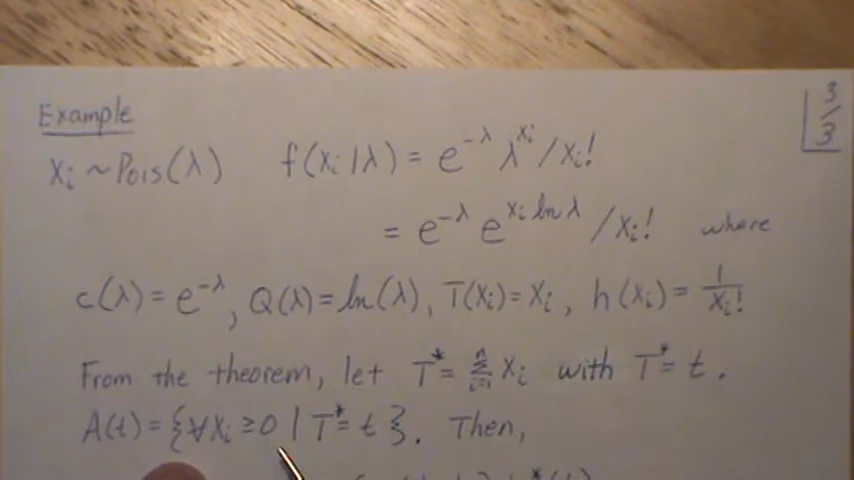 Example
3/3
Xi ~ Pois(λ)  f(xi | λ) = e^{-λ} λ^{xi} / xi!
= e^{-λ} e^{xi ln λ} / xi!  where
c(λ) = e^{-λ}, Q(λ) = ln(λ), T(xi) = xi, h(xi) = 1/xi!
From the theorem, let T* = Σ_{i=1}^{n} Xi with T* = t.
A(t) = {∀xi ≥ 0 | T* = t}. Then,